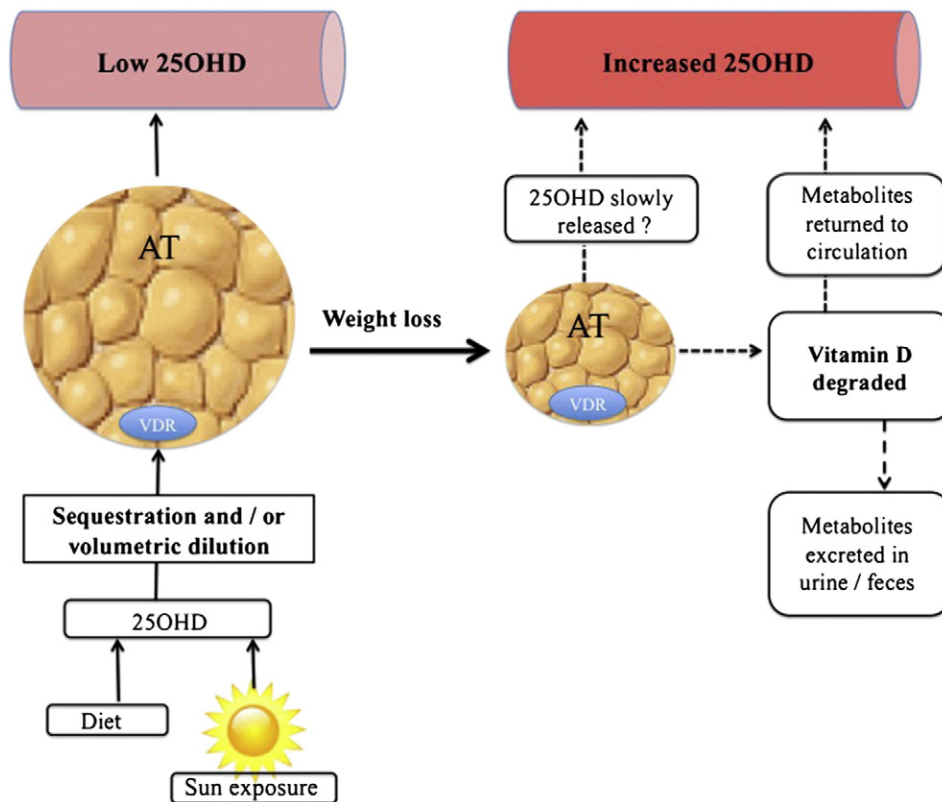 Low 25OHD
Increased 25OHD
25OHD slowly
released ?
Metabolites
returned to
circulation
AT
Weight loss
AT
Vitamin D
degraded
VDR
VDR
Sequestration and / or
volumetric dilution
Metabolites
excreted in
urine / feces
25OHD
Diet
Sun exposure